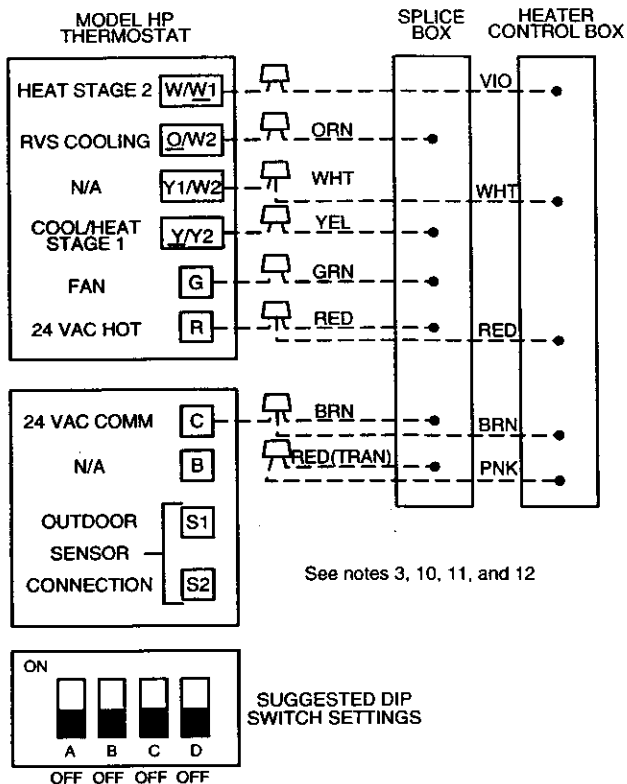 MODEL HP
THERMOSTAT
SPLICE
BOX
HEATER
CONTROL BOX
HEAT STAGE 2 W/W1 VIO
RVS COOLING O/W2 ORN
N/A Y1/W2 WHT WHT
COOL/HEAT
STAGE 1 Y/Y2 YEL
FAN G GRN
24 VAC HOT R RED RED
24 VAC COMM C BRN BRN
N/A B RED(TRAN) PNK
OUTDOOR S1
SENSOR
CONNECTION S2
See notes 3, 10, 11, and 12
ON
SUGGESTED DIP
SWITCH SETTINGS
A B C D
OFF OFF OFF OFF